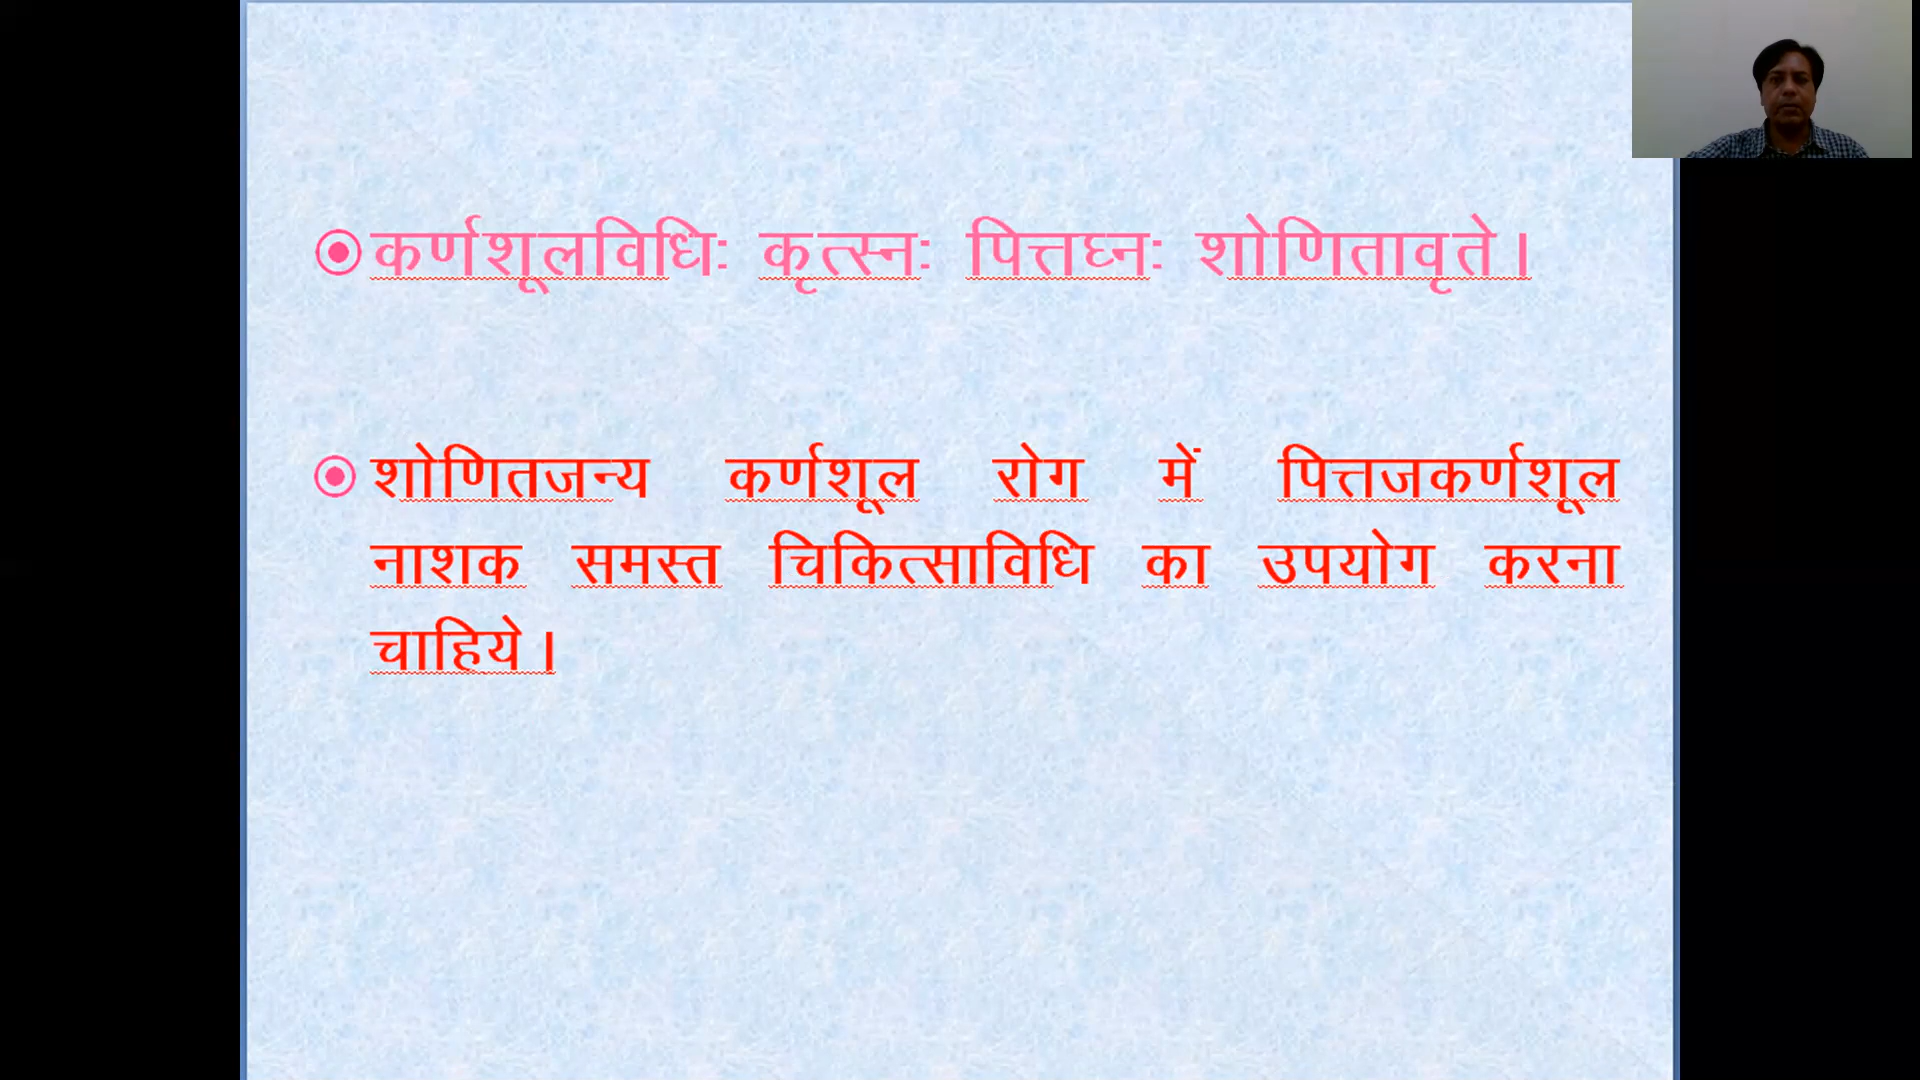 कर्णशूलविधिः कृत्स्नः पित्तघ्नः शोणितावृते।
शोणितजन्य कर्णशूल रोग में पित्तजकर्णशूल
नाशक समस्त चिकित्साविधि का उपयोग करना
चाहिये।